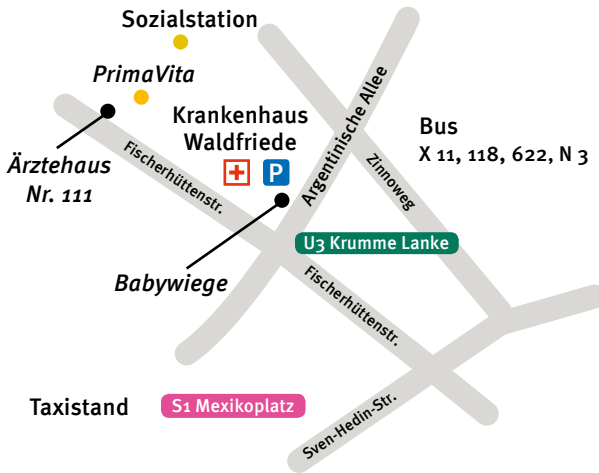 Sozialstation
PrimaVita
Krankenhaus
Waldfriede
P
Ärztehaus
Nr. 111
Fischerhüttenstr.
Argentinische Allee
Zinnoweg
Bus
X 11, 118, 622, N 3
Babywiege
U3 Krumme Lanke
Fischerhüttenstr.
Taxistand
S1 Mexikoplatz
Sven-Hedin-Str.